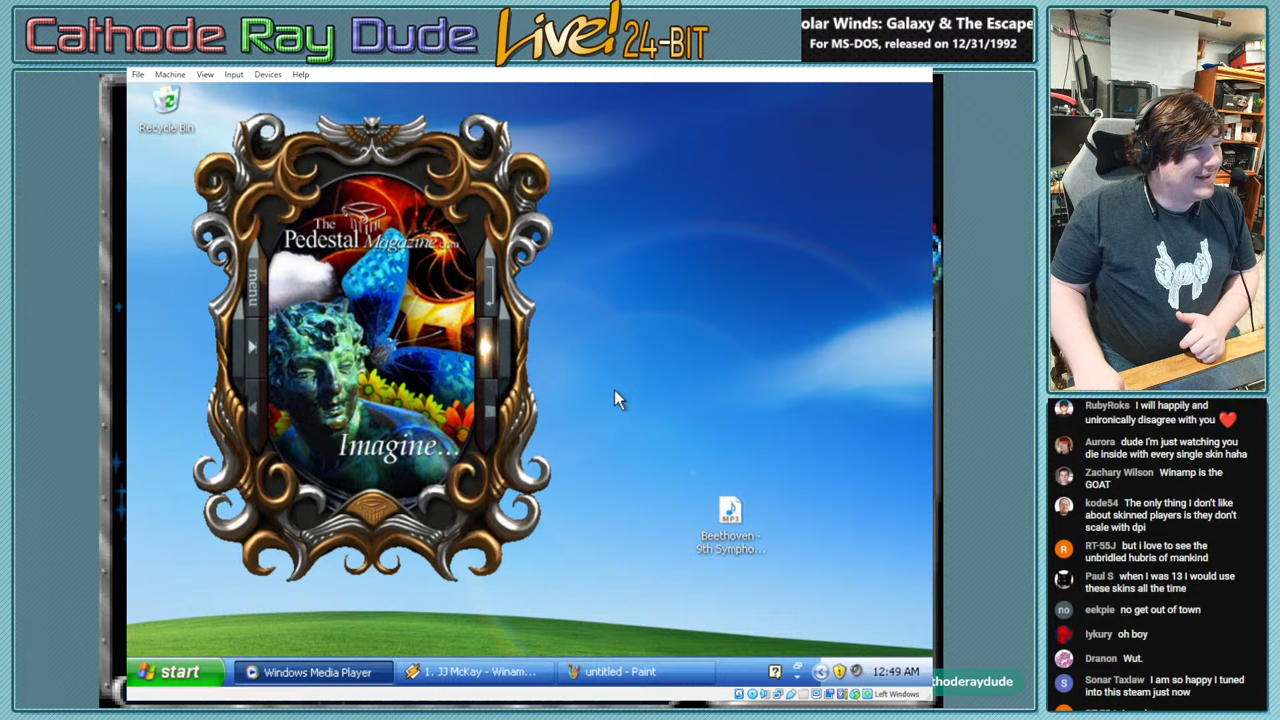 Cathode Ray Dude Live! 24-BIT
olar Winds: Galaxy & The Escape
For MS-DOS, released on 12/31/1992
File Machine View Input Devices Help
Recycle Bin
The
Pedestal Magazine.com
menu
Imagine...
MP3
Beethoven -
9th Sympho...
start
Windows Media Player
1. JJ McKay - Winam...
untitled - Paint
12:49 AM
Left Windows
thoderaydude
RubyRoks I will happily and
unironically disagree with you
Aurora dude I'm just watching you
die inside with every single skin haha
Zachary Wilson Winamp is the
GOAT
kode54 The only thing I don't like
about skinned players is they don't
scale with dpi
R
RT-55J but i love to see the
unbridled hubris of mankind
Paul S when I was 13 I would use
these skins all the time
no
eekpie no get out of town
Iykury oh boy
Dranon Wut.
S
Sonar Taxlaw I am so happy I tuned
into this steam just now